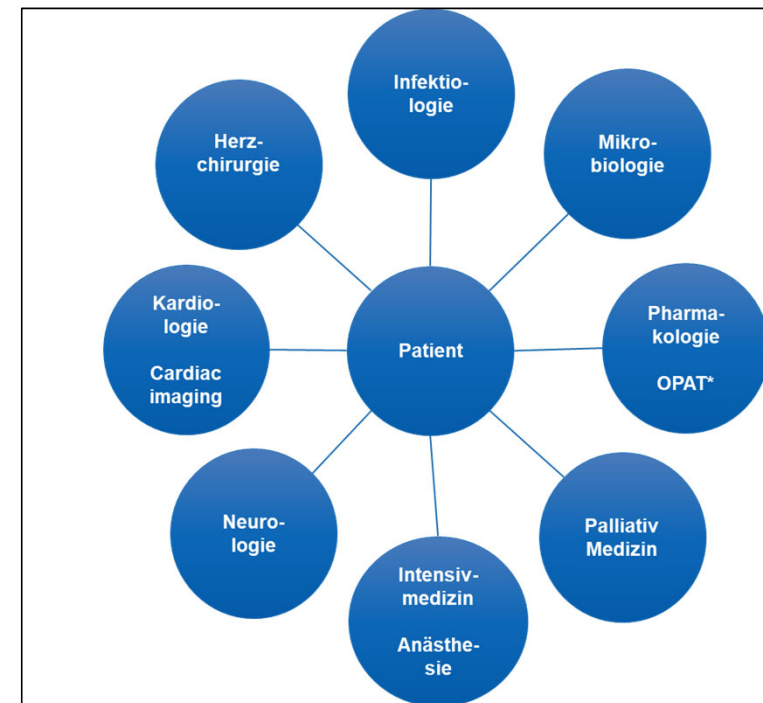 Infektio-
logie
Herz-
chirurgie
Mikro-
biologie
Kardio-
logie
Cardiac
imaging
Patient
Pharma-
kologie
OPAT*
Neuro-
logie
Palliativ
Medizin
Intensiv-
medizin
Anästhe-
sie